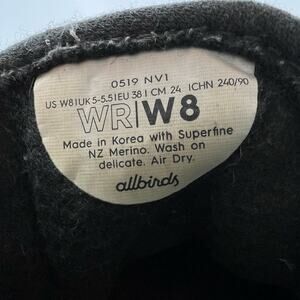 0519 NV1
US W8 | UK 5-5.5 | EU 38 | CM 24 | CHN 240/90
WR|W8
Made in Korea with Superfine
NZ Merino. Wash on
delicate. Air Dry.
allbirds